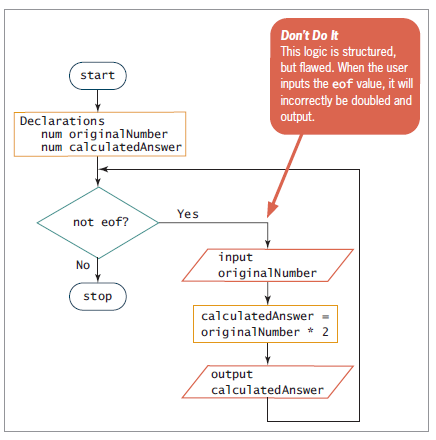 Don't Do It
This logic is structured,
but flawed. When the user
inputs the eof value, it will
incorrectly be doubled and
output.
start
Declarations
num originalNumber
num calculatedAnswer
not eof?
Yes
No
stop
input
originalNumber
calculatedAnswer =
originalNumber * 2
output
calculatedAnswer